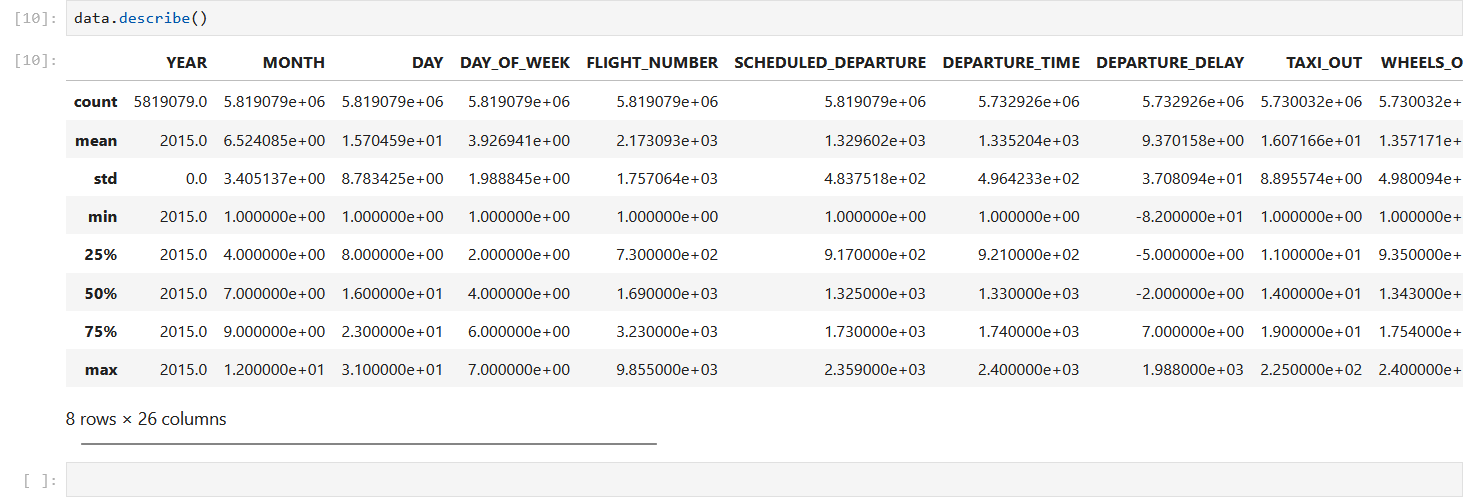 [10]: data.describe()
[10]:
YEAR MONTH DAY DAY_OF_WEEK FLIGHT_NUMBER SCHEDULED_DEPARTURE DEPARTURE_TIME DEPARTURE_DELAY TAXI_OUT WHEELS_O
count 5819079.0 5.819079e+06 5.819079e+06 5.819079e+06 5.819079e+06 5.819079e+06 5.732926e+06 5.732926e+06 5.730032e+06 5.730032e+
mean 2015.0 6.524085e+00 1.570459e+01 3.926941e+00 2.173093e+03 1.329602e+03 1.335204e+03 9.370158e+00 1.607166e+01 1.357171e+
std 0.0 3.405137e+00 8.783425e+00 1.988845e+00 1.757064e+03 4.837518e+02 4.964233e+02 3.708094e+01 8.895574e+00 4.980094e+
min 2015.0 1.000000e+00 1.000000e+00 1.000000e+00 1.000000e+00 1.000000e+00 1.000000e+00 -8.200000e+01 1.000000e+00 1.000000e+
25% 2015.0 4.000000e+00 8.000000e+00 2.000000e+00 7.300000e+02 9.170000e+02 9.210000e+02 -5.000000e+00 1.100000e+01 9.350000e+
50% 2015.0 7.000000e+00 1.600000e+01 4.000000e+00 1.690000e+03 1.325000e+03 1.330000e+03 -2.000000e+00 1.400000e+01 1.343000e+
75% 2015.0 9.000000e+00 2.300000e+01 6.000000e+00 3.230000e+03 1.730000e+03 1.740000e+03 7.000000e+00 1.900000e+01 1.754000e+
max 2015.0 1.200000e+01 3.100000e+01 7.000000e+00 9.855000e+03 2.359000e+03 2.400000e+03 1.988000e+03 2.250000e+02 2.400000e+
8 rows × 26 columns
[ ]: